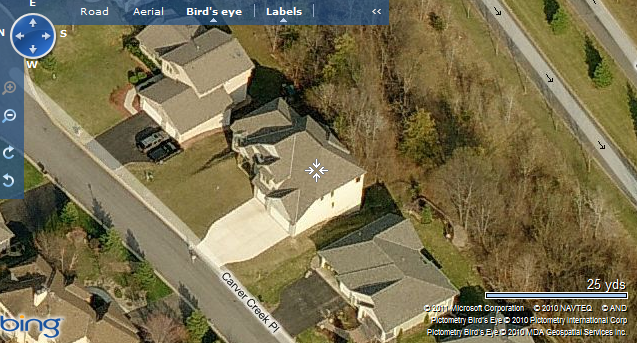 E
Road Aerial Bird's eye Labels <<
N S
W
Carver Creek Pl
25 yds
© 2011 Microsoft Corporation © 2010 NAVTEQ © AND
Pictometry Bird's Eye © 2010 Pictometry International Corp
Pictometry Bird's Eye © 2010 MDA Geospatial Services Inc.
bing